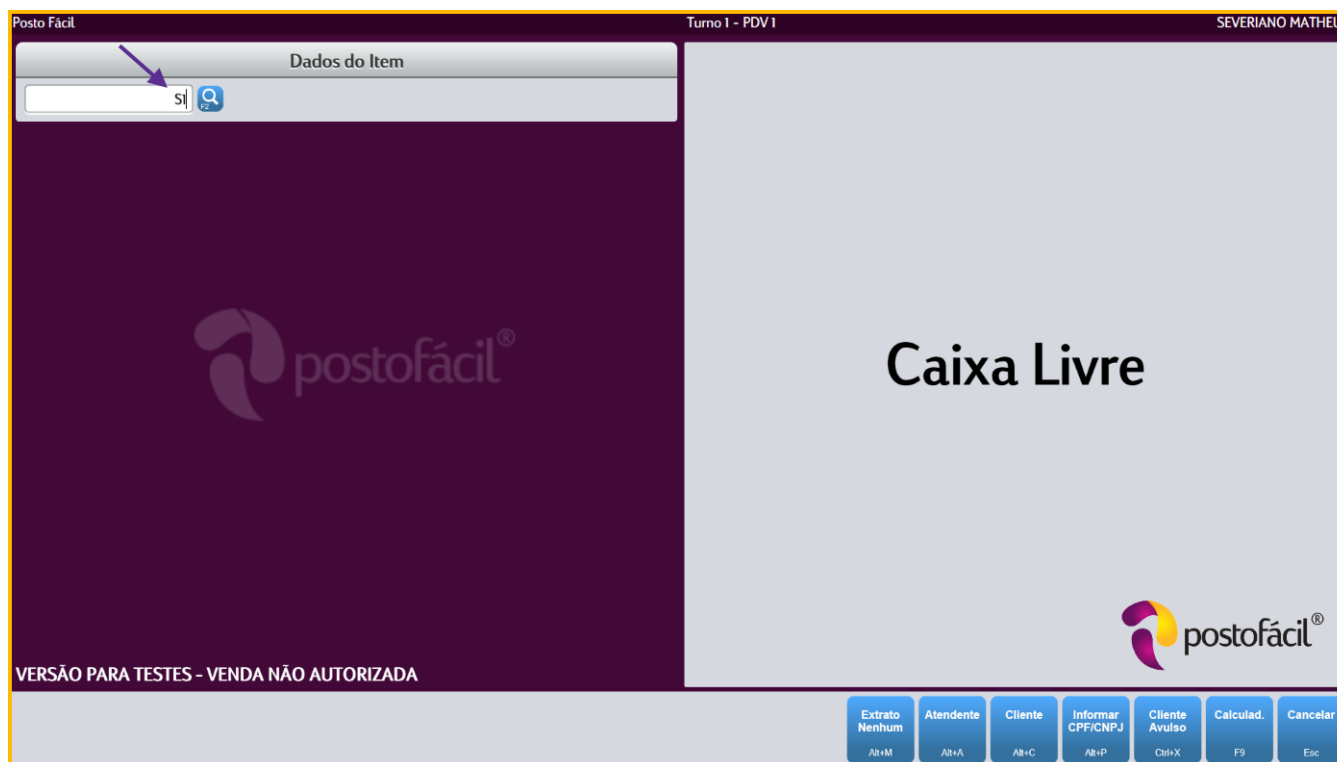 Posto Fácil
Turno 1 - PDV 1
SEVERIANO MATHEU
Dados do Item
F2
postofácil®
Caixa Livre
postofácil®
VERSÃO PARA TESTES - VENDA NÃO AUTORIZADA
Extrato Nenhum Alt+M
Atendente Alt+A
Cliente Alt+C
Informar CPF/CNPJ Alt+P
Cliente Avulso Ctrl+X
Calculad. F9
Cancelar Esc